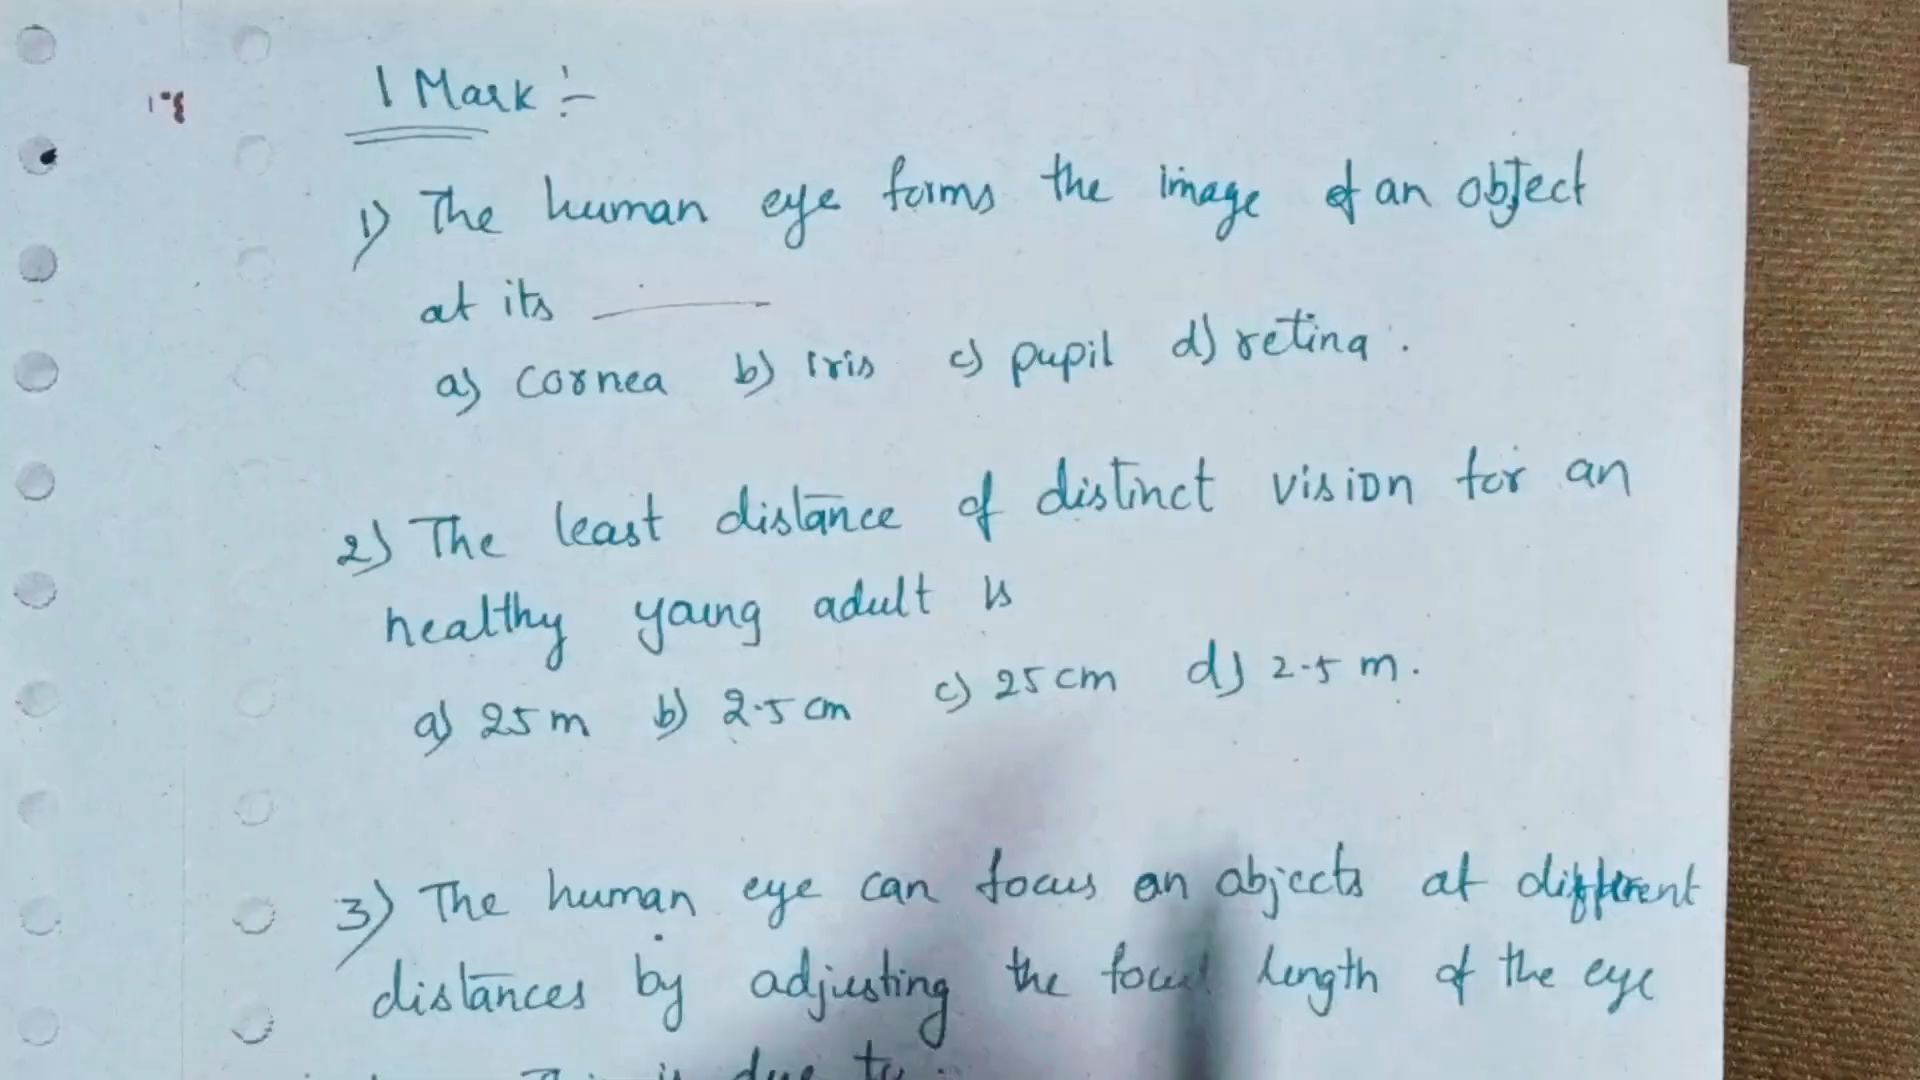 1 Mark :-
1) The human eye forms the image of an object
at its ______
a) cornea b) Iris c) pupil d) retina.
2) The least distance of distinct vision for an
healthy young adult is
a) 25 m b) 2.5 cm c) 25 cm d) 2.5 m.
3) The human eye can focus on objects at different
distances by adjusting the focal length of the eye
is due to